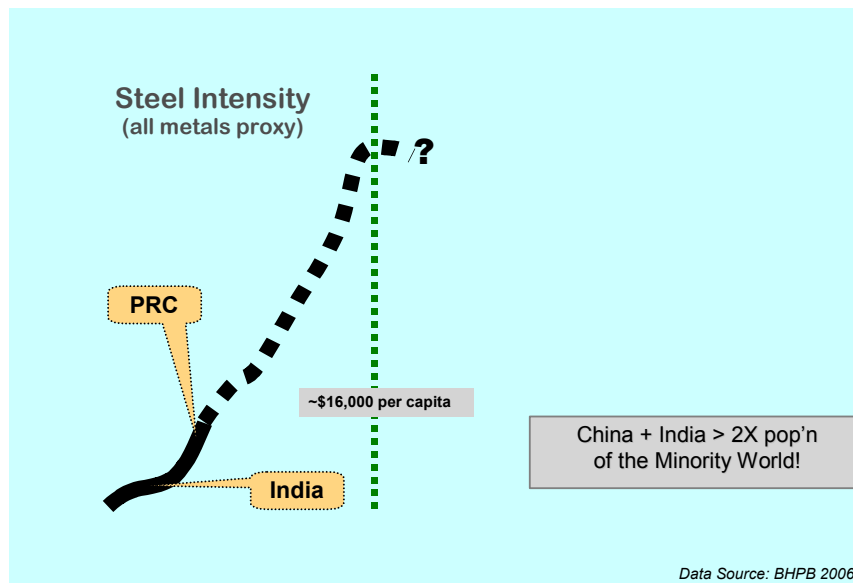 Steel Intensity
(all metals proxy)
?
PRC
~$16,000 per capita
China + India > 2X pop'n
of the Minority World!
India
Data Source: BHPB 2006